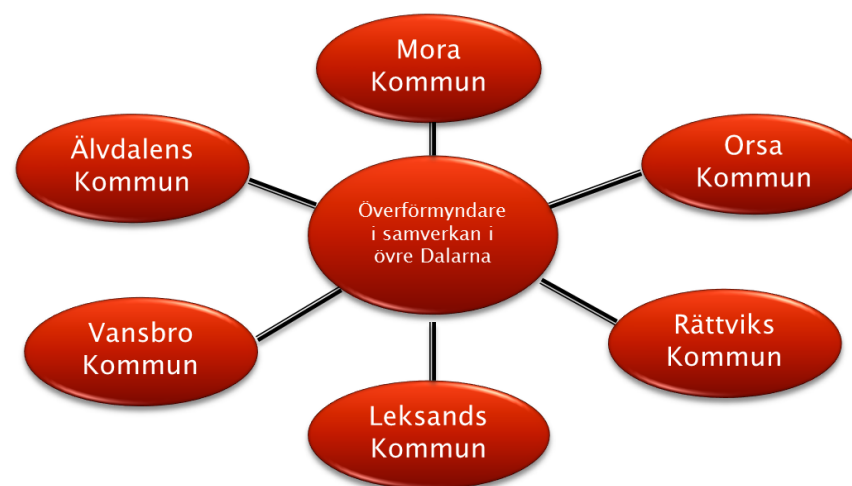 Mora
Kommun
Älvdalens
Kommun
Orsa
Kommun
Överförmyndare
i samverkan i
övre Dalarna
Vansbro
Kommun
Rättviks
Kommun
Leksands
Kommun